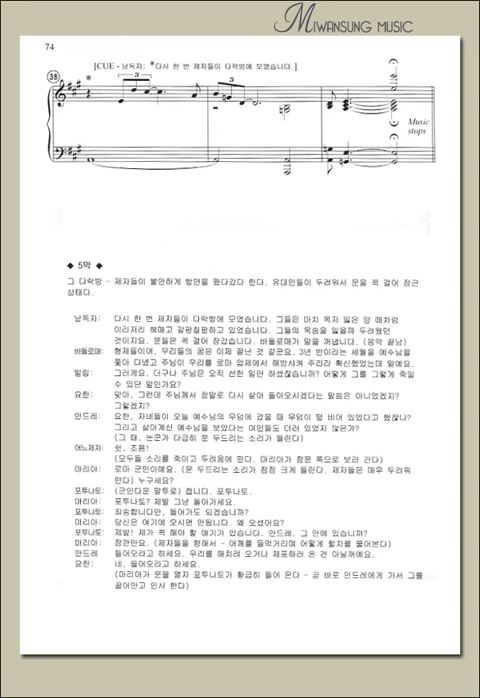 MIWANSUNG MUSIC
74
[CUE - 낭독자: *다시 한 번 제자들이 다락방에 모였습니다.]
38
*
3
3
Music
stops
◆ 5막 ◆
그 다락방 - 제자들이 불안하게 방안을 왔다갔다 한다. 유대인들이 두려워서 문을 꼭 걸어 잠근
상태다.
낭독자: 다시 한 번 제자들이 다락방에 모였습니다. 그들은 마치 목자 잃은 양 떼처럼
이리저리 헤매고 갈팡질팡하고 있었습니다. 그들의 목숨을 잃을까 두려웠던
것이지요. 문들은 꼭 걸어 잠갔습니다. 바돌로매가 말을 꺼냅니다. (음악 끝남)
바돌로매: 형제들이여, 우리들의 꿈은 이제 끝난 것 같군요. 3년 반이라는 세월을 예수님을
쫓아 다녔고 주님이 우리를 로마 압제에서 해방시켜 주리라 확신했었는데 말예요.
빌립: 그러게요. 더구나 주님은 오직 선한 일만 하셨잖습니까? 어떻게 그를 그렇게 죽일
수 있단 말인가요?
요한: 맞아, 그런데 주님께서 정말로 다시 살아 돌아오시겠다는 말씀은 아니었겠지?
그렇겠지?
안드레: 요한, 자네들이 오늘 예수님의 무덤에 갔을 때 무덤이 텅 비어 있었다고 했잖나?
그리고 살아계신 예수님을 보았다는 여인들도 더러 있었지 않은가?
(그 때, 눈군가 다급히 문 두드리는 소리가 들린다)
어느제자: 쉿, 조용!
(모두들 소리를 죽이고 두려움에 떤다. 마리아가 창문 쪽으로 보러 간다)
마리아: 로마 군인이에요. (문 두드리는 소리가 점점 크게 들린다. 제자들은 매우 두려워
떤다) 누구세요?
포투나토: (군인다운 말투로) 접니다. 포투나토.
마리아: 포투나토? 제발 그냥 돌아가세요.
포투나토: 죄송합니다만, 들어가도 되겠습니까?
마리아: 당신은 여기에 오시면 안됩니다. 왜 오셨어요?
포투나토: 제발! 제가 꼭 해야 할 얘기가 있습니다. 안드레, 그 안에 있습니까?
마리아: 잠깐만요. (제자들을 향해서 - 어깨를 들먹거리며 어떻게 할지를 물어본다)
안드레 들어오라고 하세요. 우리를 해치려 오거나 체포하러 온 건 아닐꺼예요.
요한: 네, 들어오라고 하세요.
(마리아가 문을 열자 포투나토가 황급히 들어 온다 - 곧 바로 안드레에게 가서 그를
끌어안고 인사 한다)